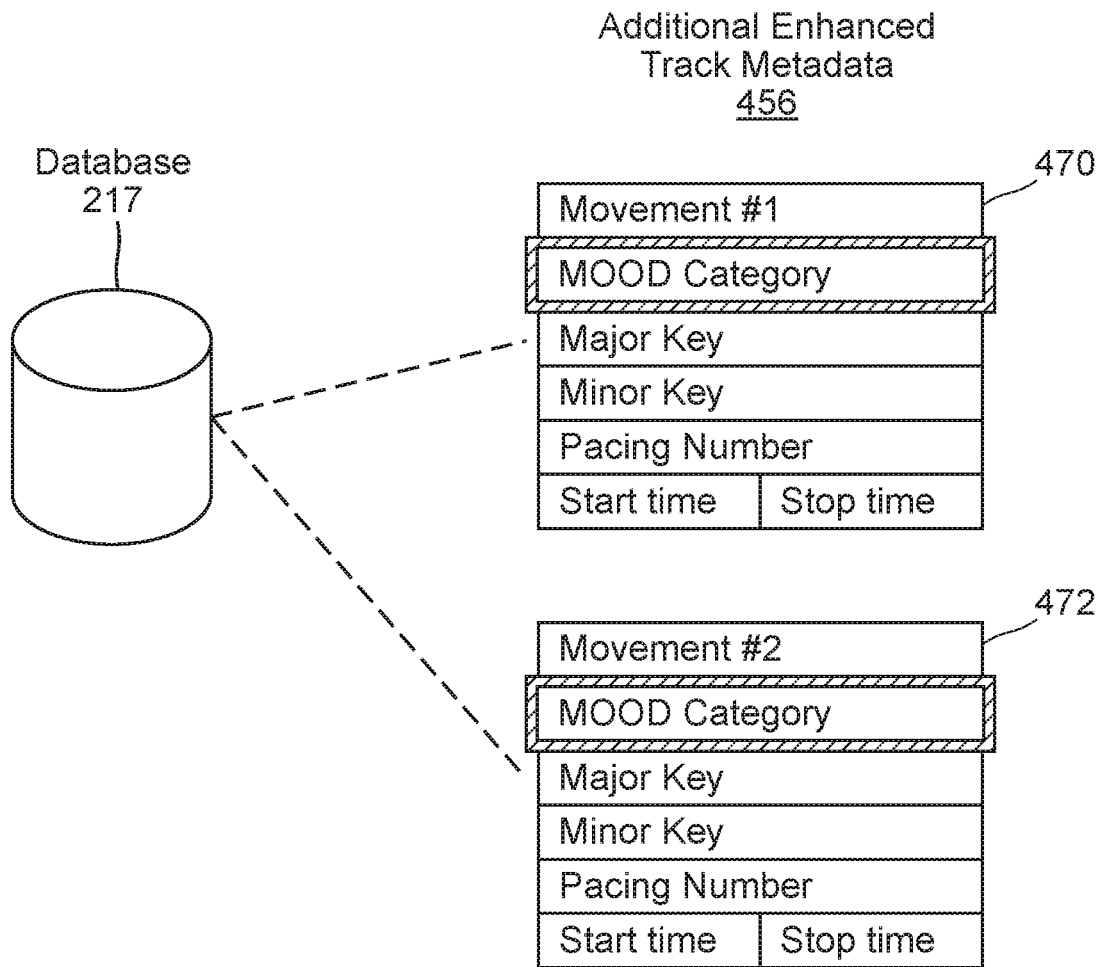 Additional Enhanced
Track Metadata
456
Database
217
470
Movement #1
MOOD Category
Major Key
Minor Key
Pacing Number
Start time Stop time
472
Movement #2
MOOD Category
Major Key
Minor Key
Pacing Number
Start time Stop time